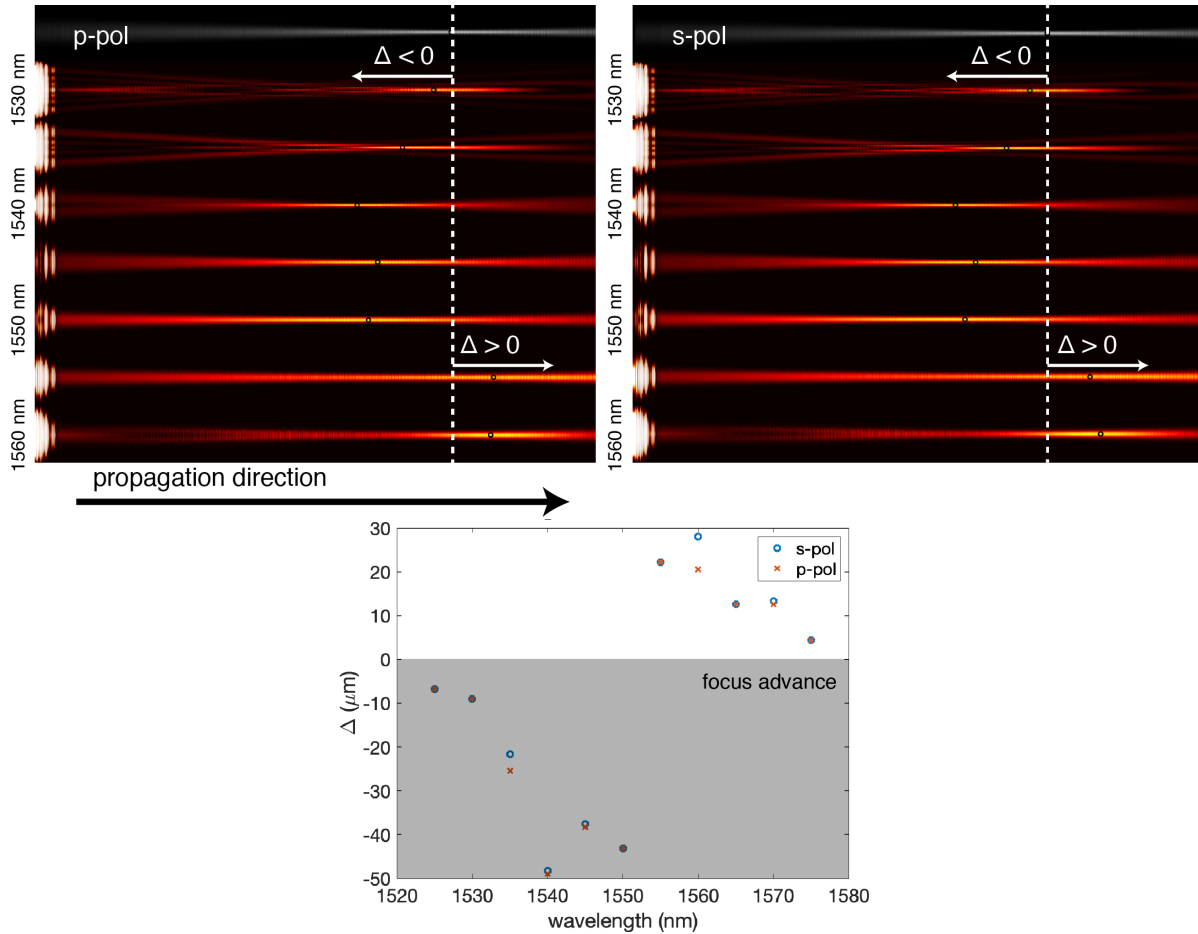 p-pol
Δ < 0
1530 nm
1540 nm
1550 nm
Δ > 0
1560 nm
s-pol
Δ < 0
1530 nm
1540 nm
1550 nm
Δ > 0
1560 nm
propagation direction
30
20
10
0
-10
-20
-30
-40
-50
Δ (μm)
s-pol
p-pol
focus advance
1520 1530 1540 1550 1560 1570 1580
wavelength (nm)